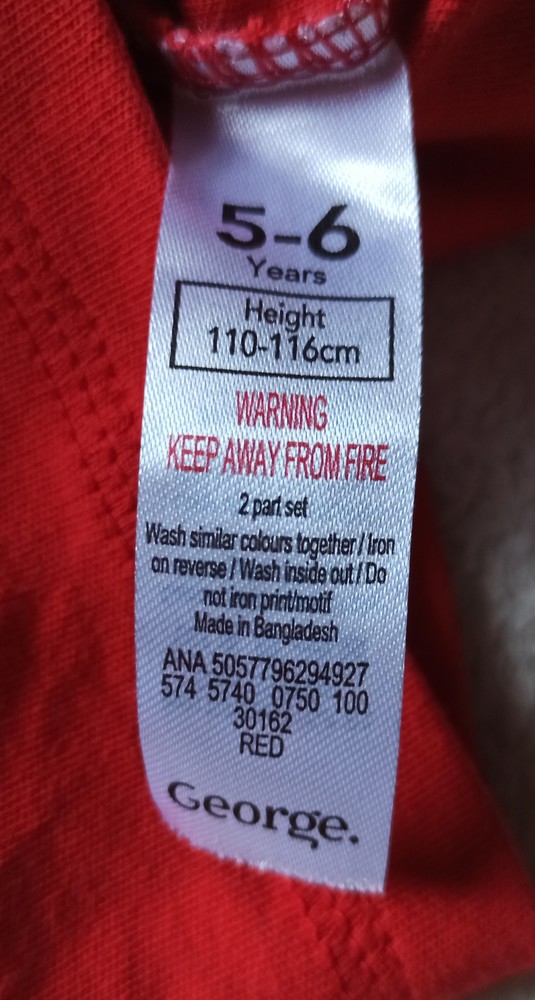 5-6
Years
Height
110-116cm
WARNING
KEEP AWAY FROM FIRE
2 part set
Wash similar colours together / Iron
on reverse / Wash inside out / Do
not iron print/motif
Made in Bangladesh
ANA 5057796294927
574 5740 0750 100
30162
RED
George.